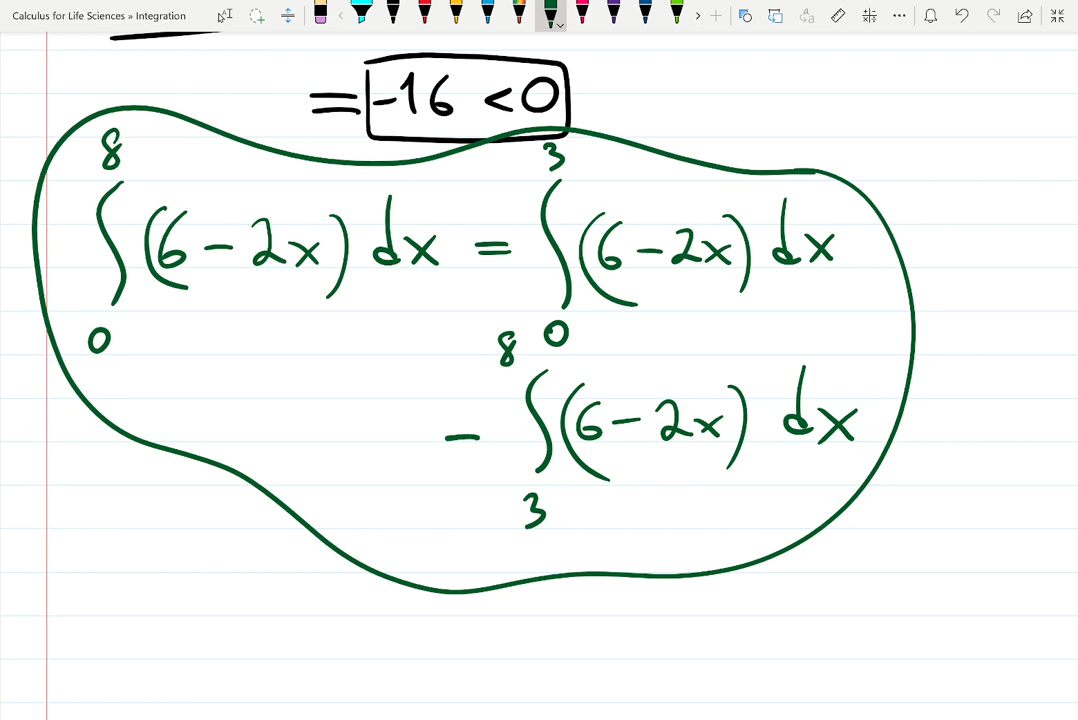 Calculus for Life Sciences » Integration
= -16 < 0
∫₀⁸ (6 - 2x) dx = ∫₀³ (6 - 2x) dx
- ∫₃⁸ (6 - 2x) dx